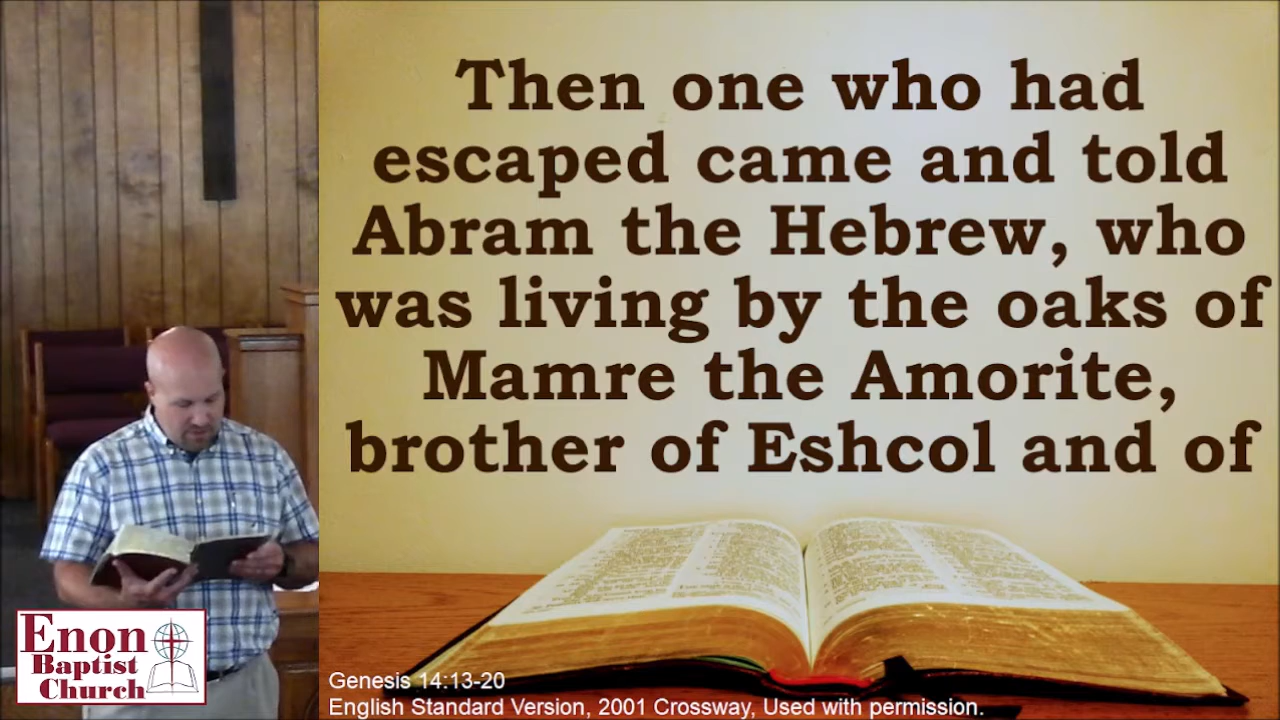 Then one who had
escaped came and told
Abram the Hebrew, who
was living by the oaks of
Mamre the Amorite,
brother of Eshcol and of
Enon
Baptist
Church
Genesis 14:13-20
English Standard Version, 2001 Crossway, Used with permission.